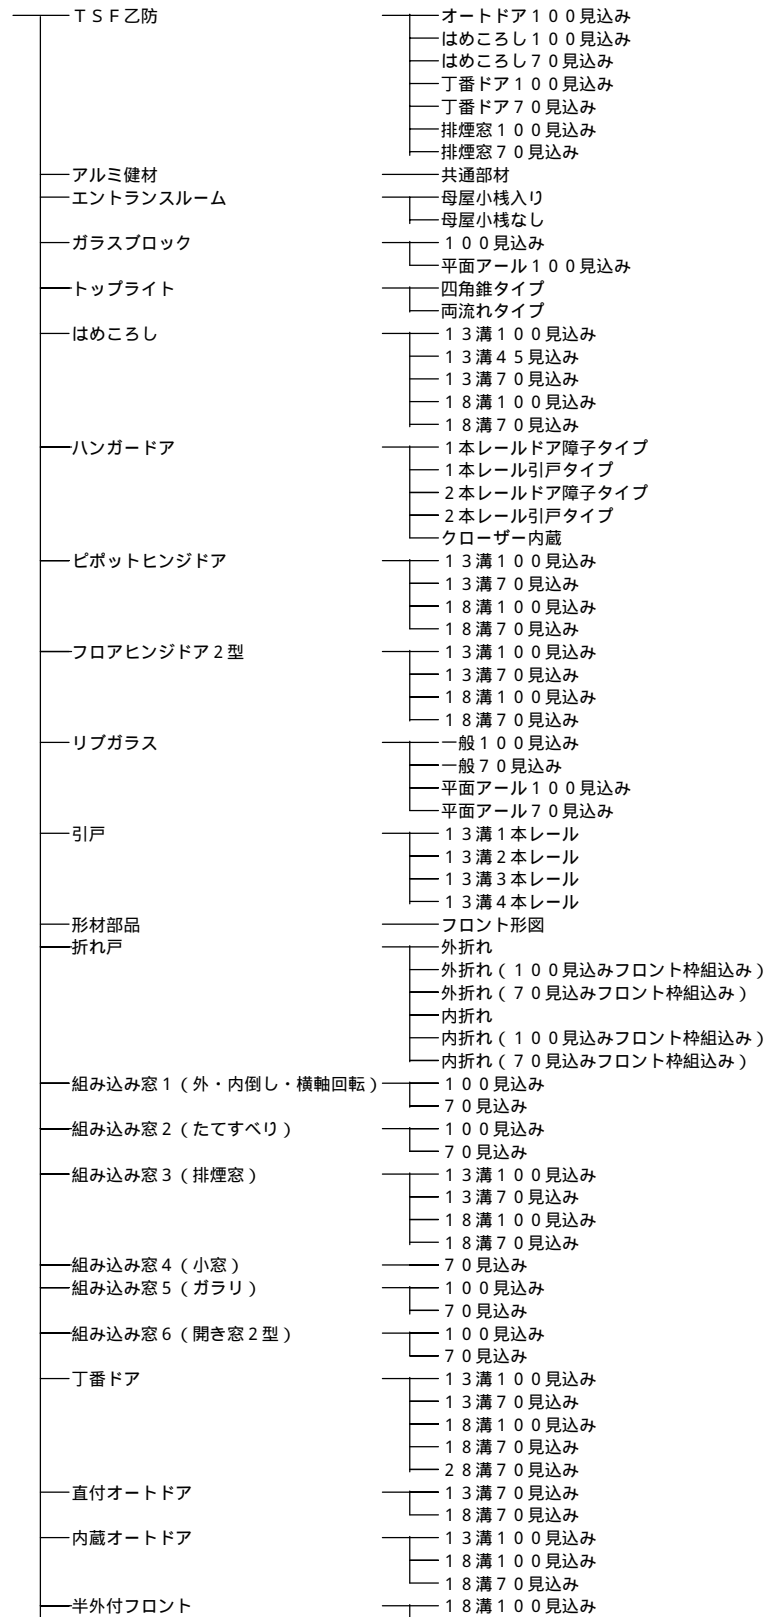 TSF乙防 オートドア100見込み
はめころし100見込み
はめころし70見込み
丁番ドア100見込み
丁番ドア70見込み
排煙窓100見込み
排煙窓70見込み
アルミ健材 共通部材
エントランスルーム 母屋小桟入り
母屋小桟なし
ガラスブロック 100見込み
平面アール100見込み
トップライト 四角錐タイプ
両流れタイプ
はめころし 13溝100見込み
13溝45見込み
13溝70見込み
18溝100見込み
18溝70見込み
ハンガードア 1本レールドア障子タイプ
1本レール引戸タイプ
2本レールドア障子タイプ
2本レール引戸タイプ
クローザー内蔵
ピポットヒンジドア 13溝100見込み
13溝70見込み
18溝100見込み
18溝70見込み
フロアヒンジドア2型 13溝100見込み
13溝70見込み
18溝100見込み
18溝70見込み
リブガラス 一般100見込み
一般70見込み
平面アール100見込み
平面アール70見込み
引戸 13溝1本レール
13溝2本レール
13溝3本レール
13溝4本レール
形材部品 フロント形図
折れ戸 外折れ
外折れ(100見込みフロント枠組込み)
外折れ(70見込みフロント枠組込み)
内折れ
内折れ(100見込みフロント枠組込み)
内折れ(70見込みフロント枠組込み)
組み込み窓1(外・内倒し・横軸回転) 100見込み
70見込み
組み込み窓2(たてすべり) 100見込み
70見込み
組み込み窓3(排煙窓) 13溝100見込み
13溝70見込み
18溝100見込み
18溝70見込み
組み込み窓4(小窓) 70見込み
組み込み窓5(ガラリ) 100見込み
70見込み
組み込み窓6(開き窓2型) 100見込み
70見込み
丁番ドア 13溝100見込み
13溝70見込み
18溝100見込み
18溝70見込み
28溝70見込み
直付オートドア 13溝70見込み
18溝70見込み
内蔵オートドア 13溝100見込み
18溝100見込み
18溝70見込み
半外付フロント 18溝100見込み